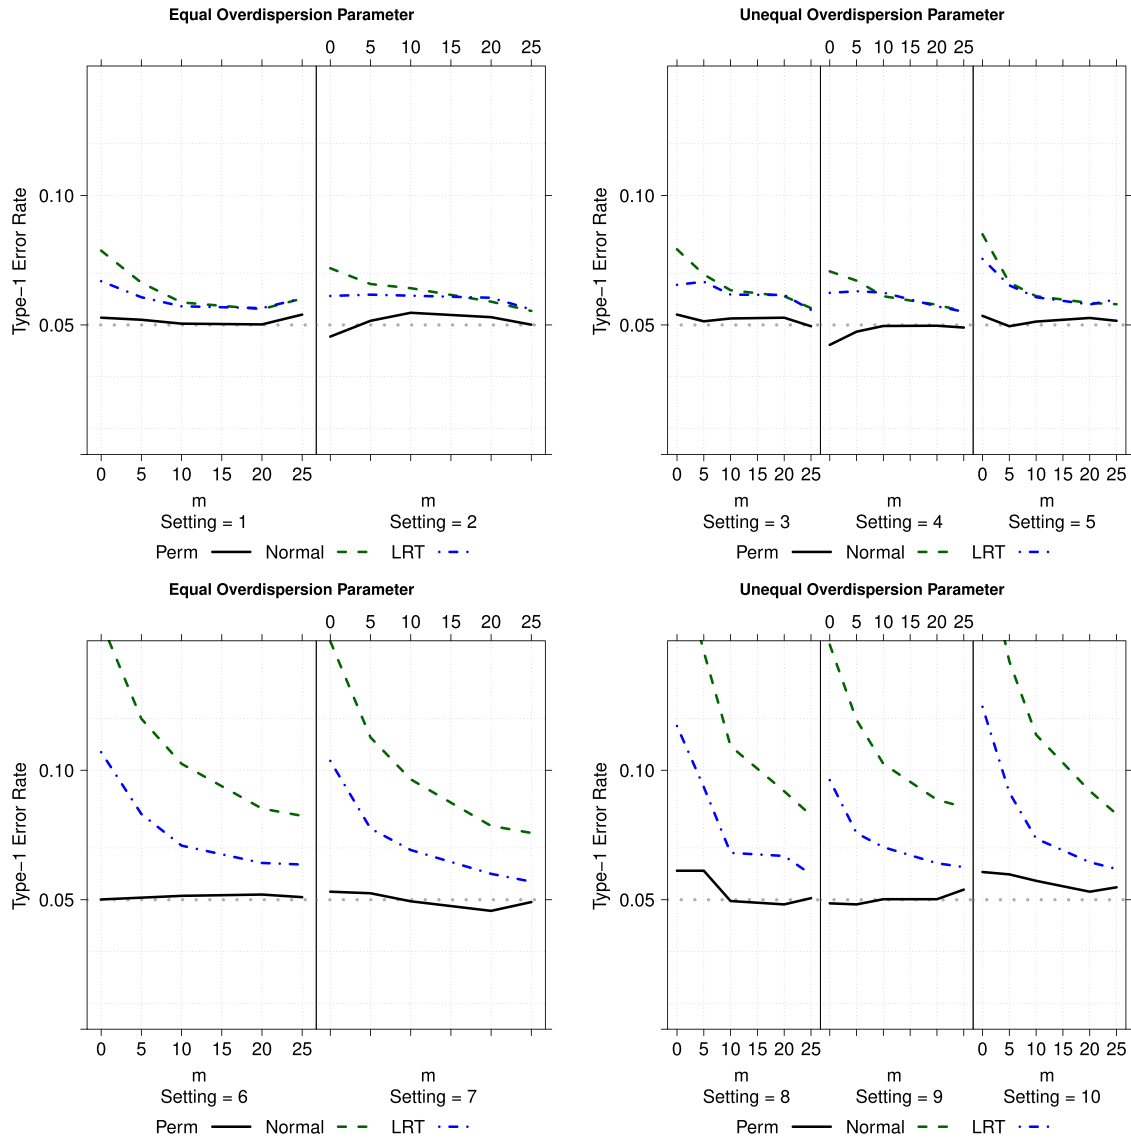 Equal Overdispersion Parameter
0 5 10 15 20 25
Type−1 Error Rate
0.10
0.05
0 5 10 15 20 25
m m
Setting = 1 Setting = 2
Perm Normal LRT
Unequal Overdispersion Parameter
0 5 10 15 20 25
Type−1 Error Rate
0.10
0.05
0 5 10 15 20 25 0 5 10 15 20 25
m m m
Setting = 3 Setting = 4 Setting = 5
Perm Normal LRT
Equal Overdispersion Parameter
0 5 10 15 20 25
Type−1 Error Rate
0.10
0.05
0 5 10 15 20 25
m m
Setting = 6 Setting = 7
Perm Normal LRT
Unequal Overdispersion Parameter
0 5 10 15 20 25
Type−1 Error Rate
0.10
0.05
0 5 10 15 20 25 0 5 10 15 20 25
m m m
Setting = 8 Setting = 9 Setting = 10
Perm Normal LRT